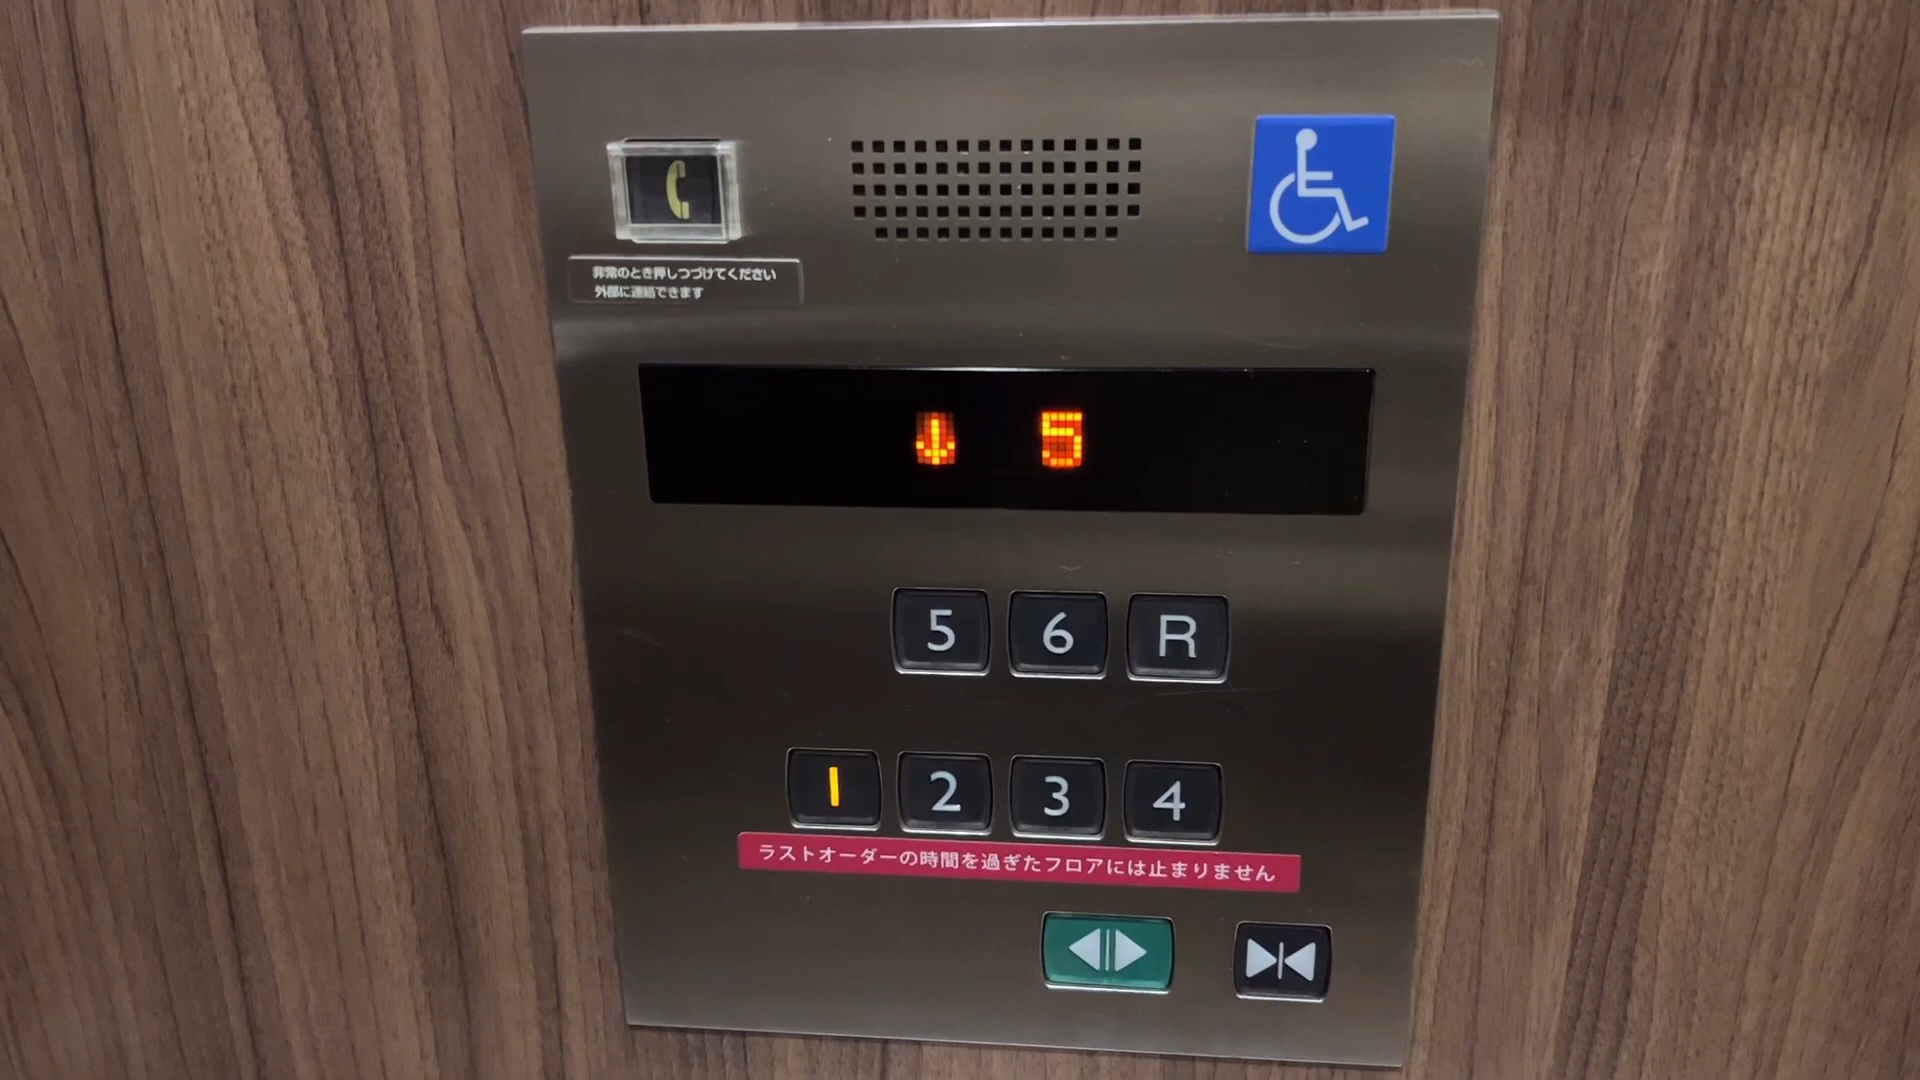 非常のとき押しつづけてください
外部に連絡できます
↓ 5
5 6 R
1 2 3 4
ラストオーダーの時間を過ぎたフロアには止まりません